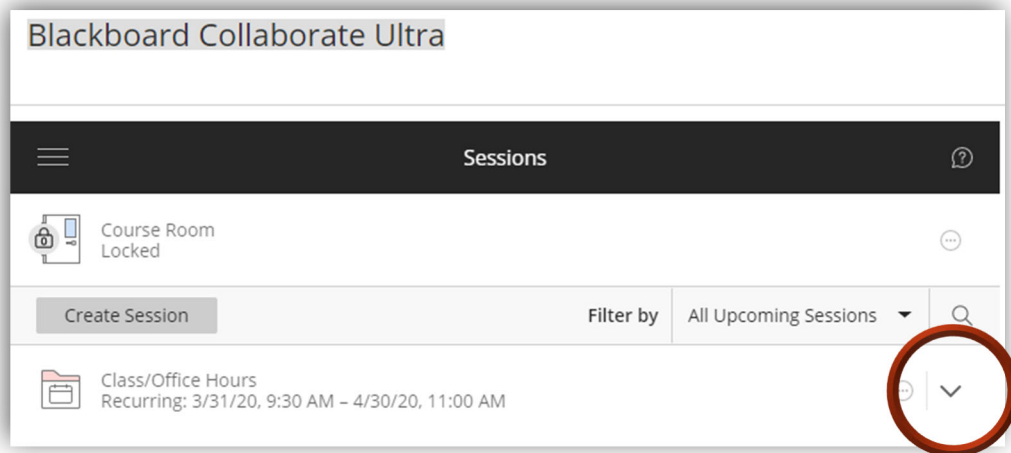 Blackboard Collaborate Ultra
Sessions
Course Room
Locked
Create Session
Filter by
All Upcoming Sessions
Class/Office Hours
Recurring: 3/31/20, 9:30 AM – 4/30/20, 11:00 AM